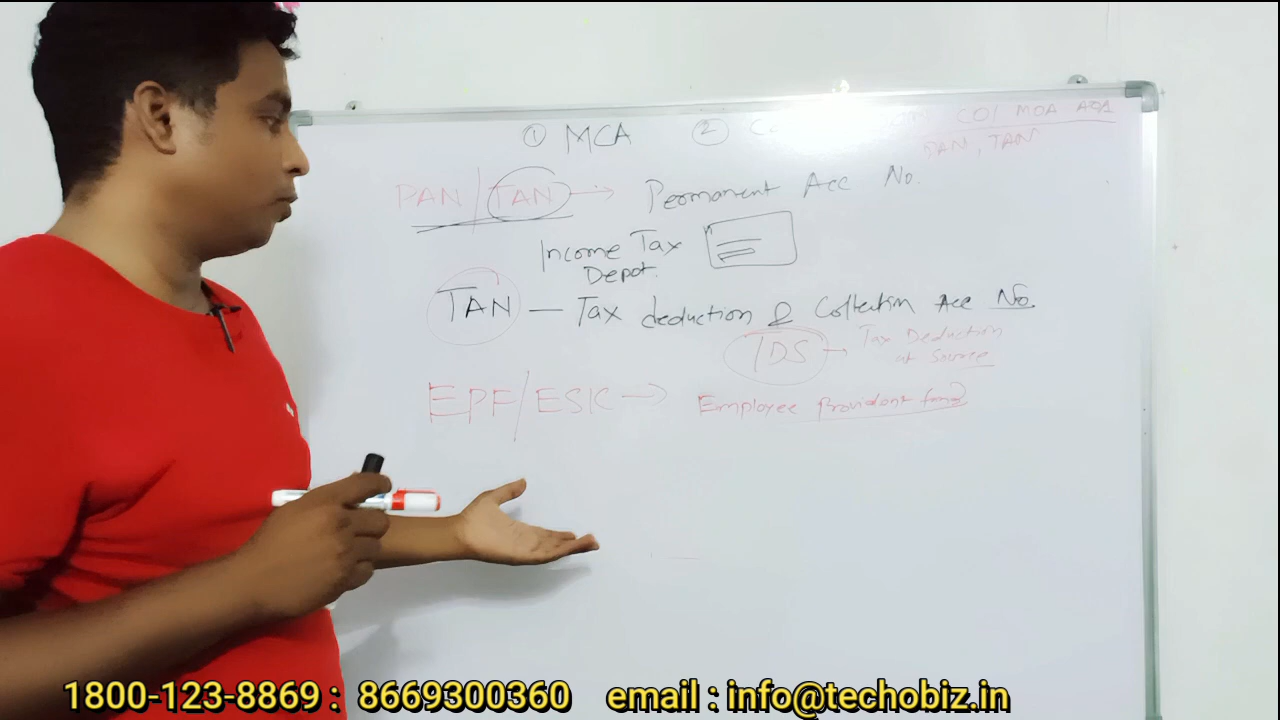 ① MCA ② COI MOA AOA
PAN, TAN
PAN / TAN → Permanent Acc No.
Income Tax
Depot.
TAN — Tax deduction & Collection Acc No.
TDS → Tax Deduction
at Source
EPF/ESIC → Employee Provident fund
1800-123-8869 : 8669300360 email : info@techobiz.in